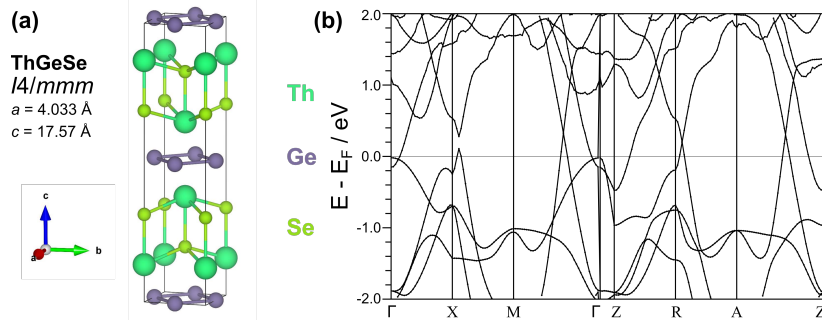 (a)
ThGeSe
I4/mmm
a = 4.033 Å
c = 17.57 Å
c
b
a
Th
Ge
Se
(b)
E - EF / eV
2.0
1.0
0.0
-1.0
-2.0
Γ X M Γ Z R A Z